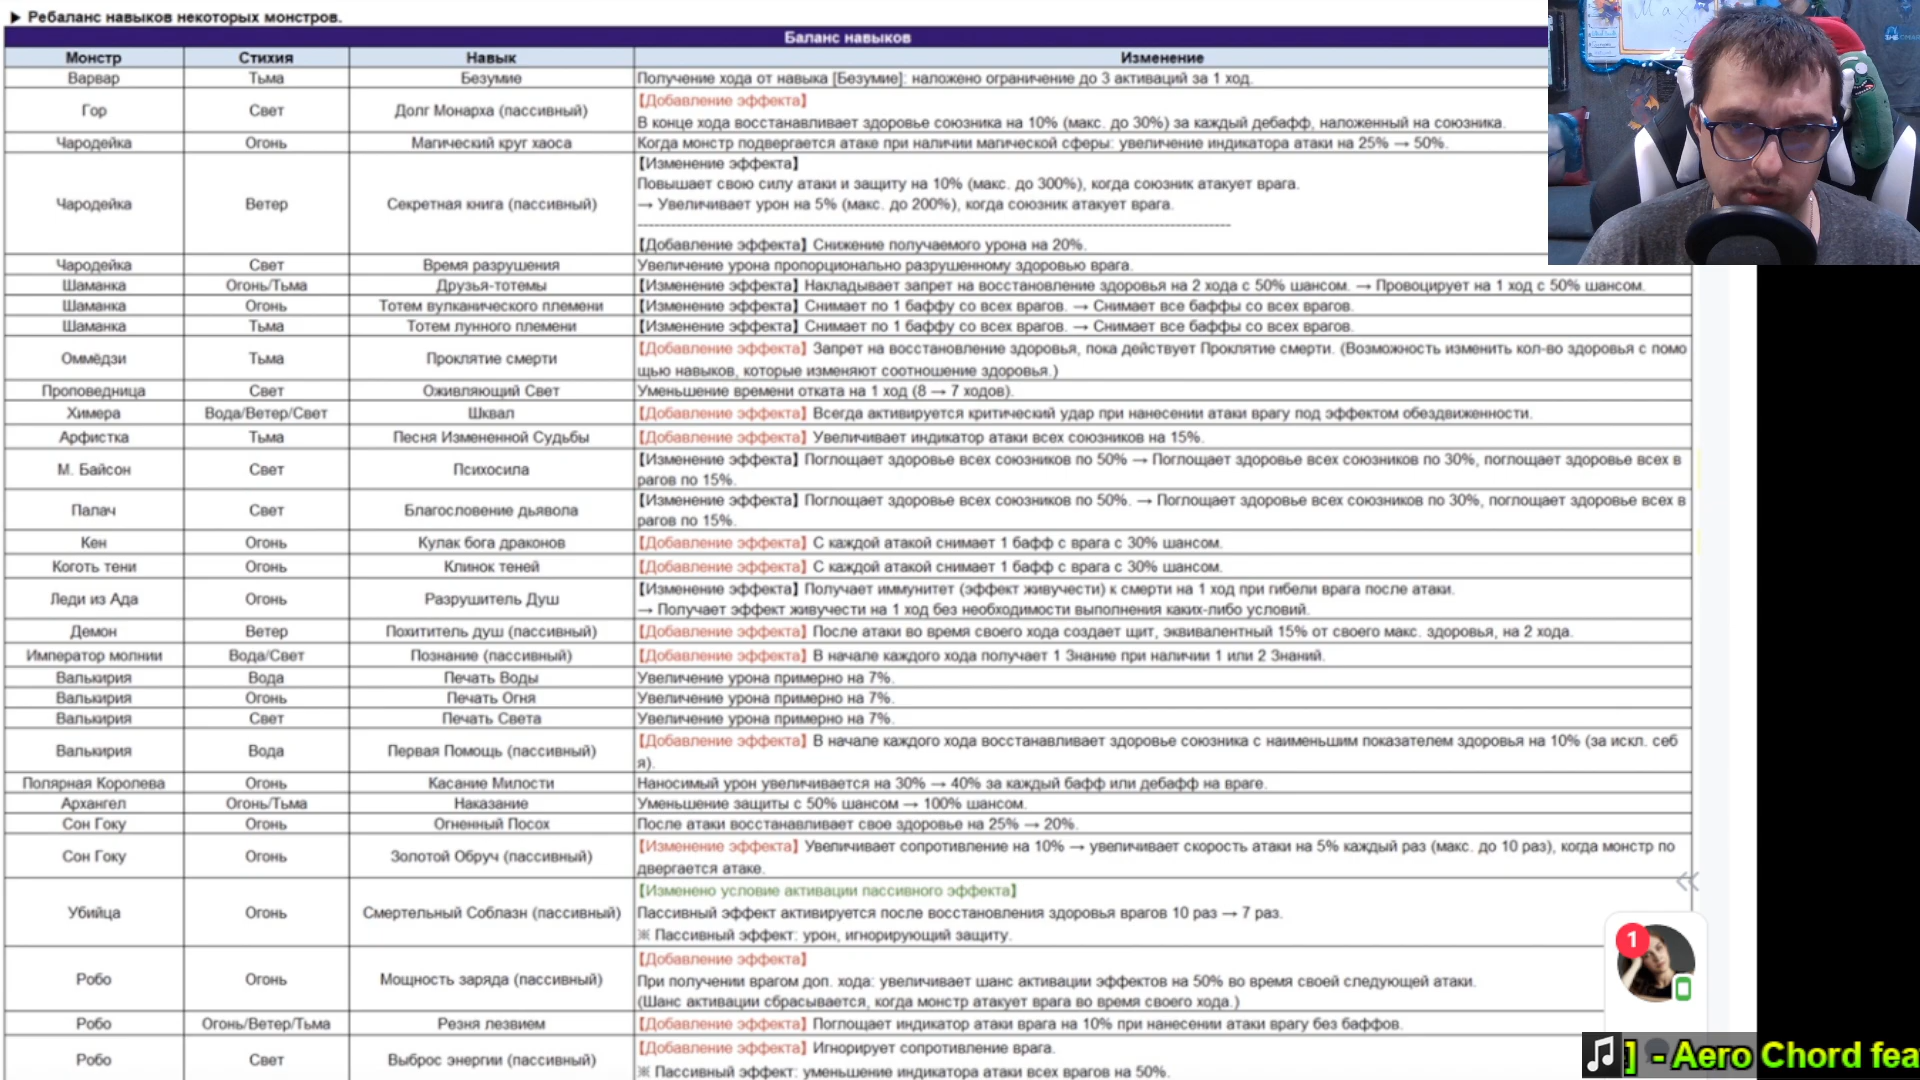 ▶ Ребаланс навыков некоторых монстров.
Баланс навыков
Монстр Стихия Навык Изменение
Варвар Тьма Безумие Получение хода от навыка [Безумие]: наложено ограничение до 3 активаций за 1 ход.
Гор Свет Долг Монарха (пассивный) 【Добавление эффекта】
В конце хода восстанавливает здоровье союзника на 10% (макс. до 30%) за каждый дебафф, наложенный на союзника.
Чародейка Огонь Магический круг хаоса Когда монстр подвергается атаке при наличии магической сферы: увеличение индикатора атаки на 25% → 50%.
Чародейка Ветер Секретная книга (пассивный) 【Изменение эффекта】
Повышает свою силу атаки и защиту на 10% (макс. до 300%), когда союзник атакует врага.
→ Увеличивает урон на 5% (макс. до 200%), когда союзник атакует врага.
【Добавление эффекта】 Снижение получаемого урона на 20%.
Чародейка Свет Время разрушения Увеличение урона пропорционально разрушенному здоровью врага.
Шаманка Огонь/Тьма Друзья-тотемы 【Изменение эффекта】 Накладывает запрет на восстановление здоровья на 2 хода с 50% шансом. → Провоцирует на 1 ход с 50% шансом.
Шаманка Огонь Тотем вулканического племени 【Изменение эффекта】 Снимает по 1 баффу со всех врагов. → Снимает все баффы со всех врагов.
Шаманка Тьма Тотем лунного племени 【Изменение эффекта】 Снимает по 1 баффу со всех врагов. → Снимает все баффы со всех врагов.
Оммёдзи Тьма Проклятие смерти 【Добавление эффекта】 Запрет на восстановление здоровья, пока действует Проклятие смерти. (Возможность изменить кол-во здоровья с помо
щью навыков, которые изменяют соотношение здоровья.)
Проповедница Свет Оживляющий Свет Уменьшение времени отката на 1 ход (8 → 7 ходов).
Химера Вода/Ветер/Свет Шквал 【Добавление эффекта】 Всегда активируется критический удар при нанесении атаки врагу под эффектом обездвиженности.
Арфистка Тьма Песня Измененной Судьбы 【Добавление эффекта】 Увеличивает индикатор атаки всех союзников на 15%.
М. Байсон Свет Психосила 【Изменение эффекта】 Поглощает здоровье всех союзников по 50% → Поглощает здоровье всех союзников по 30%, поглощает здоровье всех в
рагов по 15%.
Палач Свет Благословение дьявола 【Изменение эффекта】 Поглощает здоровье всех союзников по 50%. → Поглощает здоровье всех союзников по 30%, поглощает здоровье всех в
рагов по 15%.
Кен Огонь Кулак бога драконов 【Добавление эффекта】 С каждой атакой снимает 1 бафф с врага с 30% шансом.
Коготь тени Огонь Клинок теней 【Добавление эффекта】 С каждой атакой снимает 1 бафф с врага с 30% шансом.
Леди из Ада Огонь Разрушитель Душ 【Изменение эффекта】 Получает иммунитет (эффект живучести) к смерти на 1 ход при гибели врага после атаки.
→ Получает эффект живучести на 1 ход без необходимости выполнения каких-либо условий.
Демон Ветер Похититель душ (пассивный) 【Добавление эффекта】 После атаки во время своего хода создает щит, эквивалентный 15% от своего макс. здоровья, на 2 хода.
Император молнии Вода/Свет Познание (пассивный) 【Добавление эффекта】 В начале каждого хода получает 1 Знание при наличии 1 или 2 Знаний.
Валькирия Вода Печать Воды Увеличение урона примерно на 7%.
Валькирия Огонь Печать Огня Увеличение урона примерно на 7%.
Валькирия Свет Печать Света Увеличение урона примерно на 7%.
Валькирия Вода Первая Помощь (пассивный) 【Добавление эффекта】 В начале каждого хода восстанавливает здоровье союзника с наименьшим показателем здоровья на 10% (за искл. себ
я).
Полярная Королева Огонь Касание Милости Наносимый урон увеличивается на 30% → 40% за каждый бафф или дебафф на враге.
Архангел Огонь/Тьма Наказание Уменьшение защиты с 50% шансом → 100% шансом.
Сон Гоку Огонь Огненный Посох После атаки восстанавливает свое здоровье на 25% → 20%.
Сон Гоку Огонь Золотой Обруч (пассивный) 【Изменение эффекта】 Увеличивает сопротивление на 10% → увеличивает скорость атаки на 5% каждый раз (макс. до 10 раз), когда монстр по
двергается атаке.
Убийца Огонь Смертельный Соблазн (пассивный) 【Изменено условие активации пассивного эффекта】
Пассивный эффект активируется после восстановления здоровья врагов 10 раз → 7 раз.
※ Пассивный эффект: урон, игнорирующий защиту.
Робо Огонь Мощность заряда (пассивный) 【Добавление эффекта】
При получении врагом доп. хода: увеличивает шанс активации эффектов на 50% во время своей следующей атаки.
(Шанс активации сбрасывается, когда монстр атакует врага во время своего хода.)
Робо Огонь/Ветер/Тьма Резня лезвием 【Добавление эффекта】 Поглощает индикатор атаки врага на 10% при нанесении атаки врагу без баффов.
Робо Свет Выброс энергии (пассивный) 【Добавление эффекта】 Игнорирует сопротивление врага.
※ Пассивный эффект: уменьшение индикатора атаки всех врагов на 50%.
1
] - Aero Chord fea